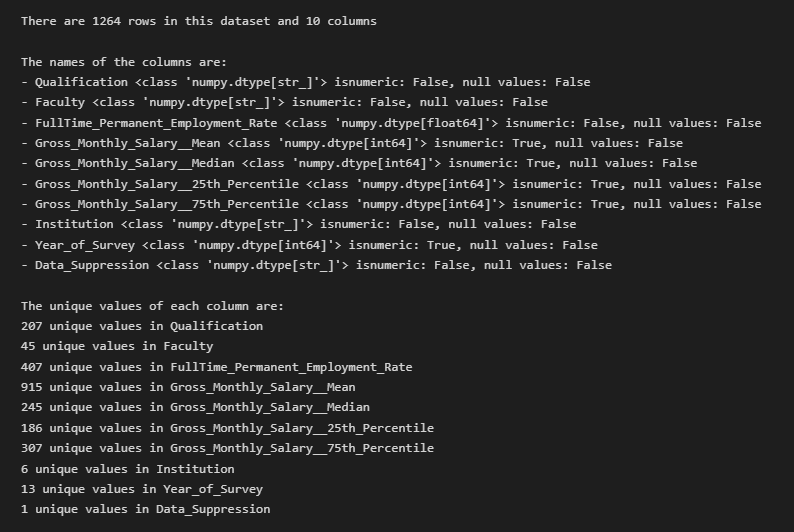 There are 1264 rows in this dataset and 10 columns
The names of the columns are:
- Qualification <class 'numpy.dtype[str_]'> isnumeric: False, null values: False
- Faculty <class 'numpy.dtype[str_]'> isnumeric: False, null values: False
- FullTime_Permanent_Employment_Rate <class 'numpy.dtype[float64]'> isnumeric: False, null values: False
- Gross_Monthly_Salary__Mean <class 'numpy.dtype[int64]'> isnumeric: True, null values: False
- Gross_Monthly_Salary__Median <class 'numpy.dtype[int64]'> isnumeric: True, null values: False
- Gross_Monthly_Salary__25th_Percentile <class 'numpy.dtype[int64]'> isnumeric: True, null values: False
- Gross_Monthly_Salary__75th_Percentile <class 'numpy.dtype[int64]'> isnumeric: True, null values: False
- Institution <class 'numpy.dtype[str_]'> isnumeric: False, null values: False
- Year_of_Survey <class 'numpy.dtype[int64]'> isnumeric: True, null values: False
- Data_Suppression <class 'numpy.dtype[str_]'> isnumeric: False, null values: False
The unique values of each column are:
207 unique values in Qualification
45 unique values in Faculty
407 unique values in FullTime_Permanent_Employment_Rate
915 unique values in Gross_Monthly_Salary__Mean
245 unique values in Gross_Monthly_Salary__Median
186 unique values in Gross_Monthly_Salary__25th_Percentile
307 unique values in Gross_Monthly_Salary__75th_Percentile
6 unique values in Institution
13 unique values in Year_of_Survey
1 unique values in Data_Suppression